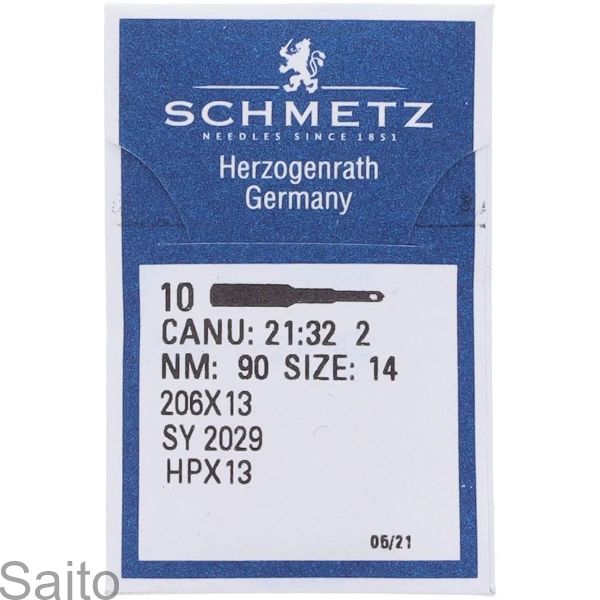 SCHMETZ
NEEDLES SINCE 1851
Herzogenrath
Germany
10
CANU: 21:32 2
NM: 90 SIZE: 14
206X13
SY 2029
HPX13
06/21
Saito